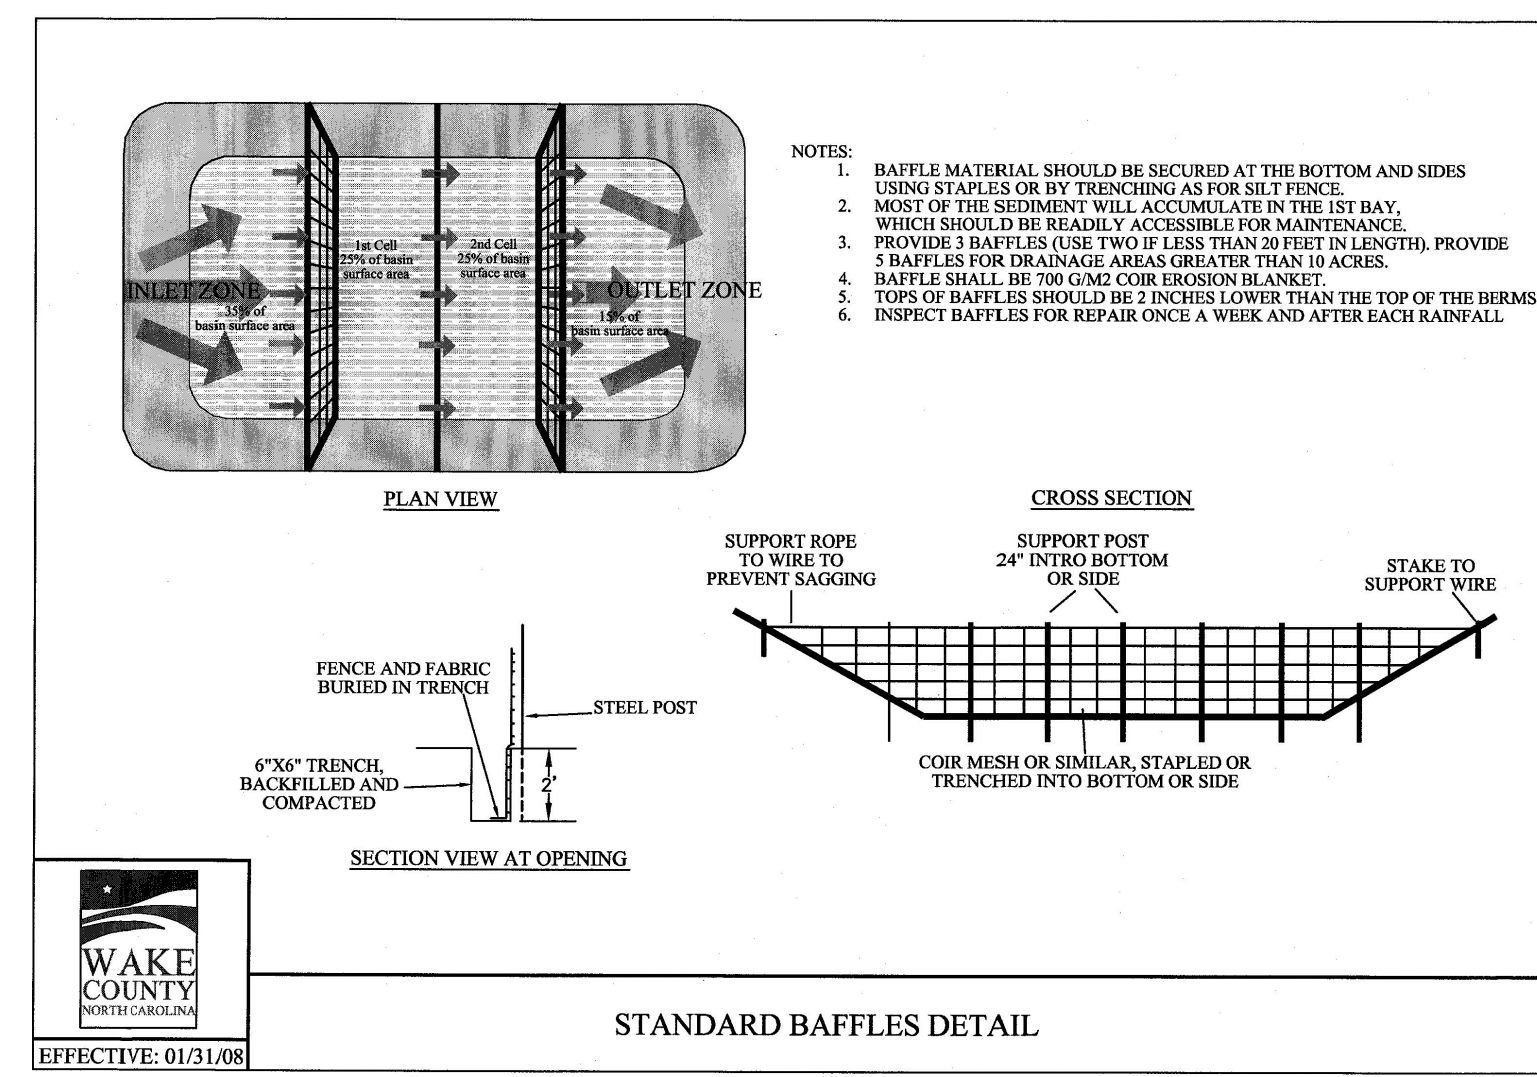 NOTES:
1. BAFFLE MATERIAL SHOULD BE SECURED AT THE BOTTOM AND SIDES
USING STAPLES OR BY TRENCHING AS FOR SILT FENCE.
2. MOST OF THE SEDIMENT WILL ACCUMULATE IN THE 1ST BAY,
WHICH SHOULD BE READILY ACCESSIBLE FOR MAINTENANCE.
3. PROVIDE 3 BAFFLES (USE TWO IF LESS THAN 20 FEET IN LENGTH). PROVIDE
5 BAFFLES FOR DRAINAGE AREAS GREATER THAN 10 ACRES.
4. BAFFLE SHALL BE 700 G/M2 COIR EROSION BLANKET.
5. TOPS OF BAFFLES SHOULD BE 2 INCHES LOWER THAN THE TOP OF THE BERMS
6. INSPECT BAFFLES FOR REPAIR ONCE A WEEK AND AFTER EACH RAINFALL
INLET ZONE
35% of
basin surface area
1st Cell
25% of basin
surface area
2nd Cell
25% of basin
surface area
OUTLET ZONE
15% of
basin surface area
PLAN VIEW
CROSS SECTION
SUPPORT ROPE
TO WIRE TO
PREVENT SAGGING
SUPPORT POST
24" INTRO BOTTOM
OR SIDE
STAKE TO
SUPPORT WIRE
COIR MESH OR SIMILAR, STAPLED OR
TRENCHED INTO BOTTOM OR SIDE
FENCE AND FABRIC
BURIED IN TRENCH
STEEL POST
6"X6" TRENCH,
BACKFILLED AND
COMPACTED
2'
SECTION VIEW AT OPENING
WAKE
COUNTY
NORTH CAROLINA
EFFECTIVE: 01/31/08
STANDARD BAFFLES DETAIL